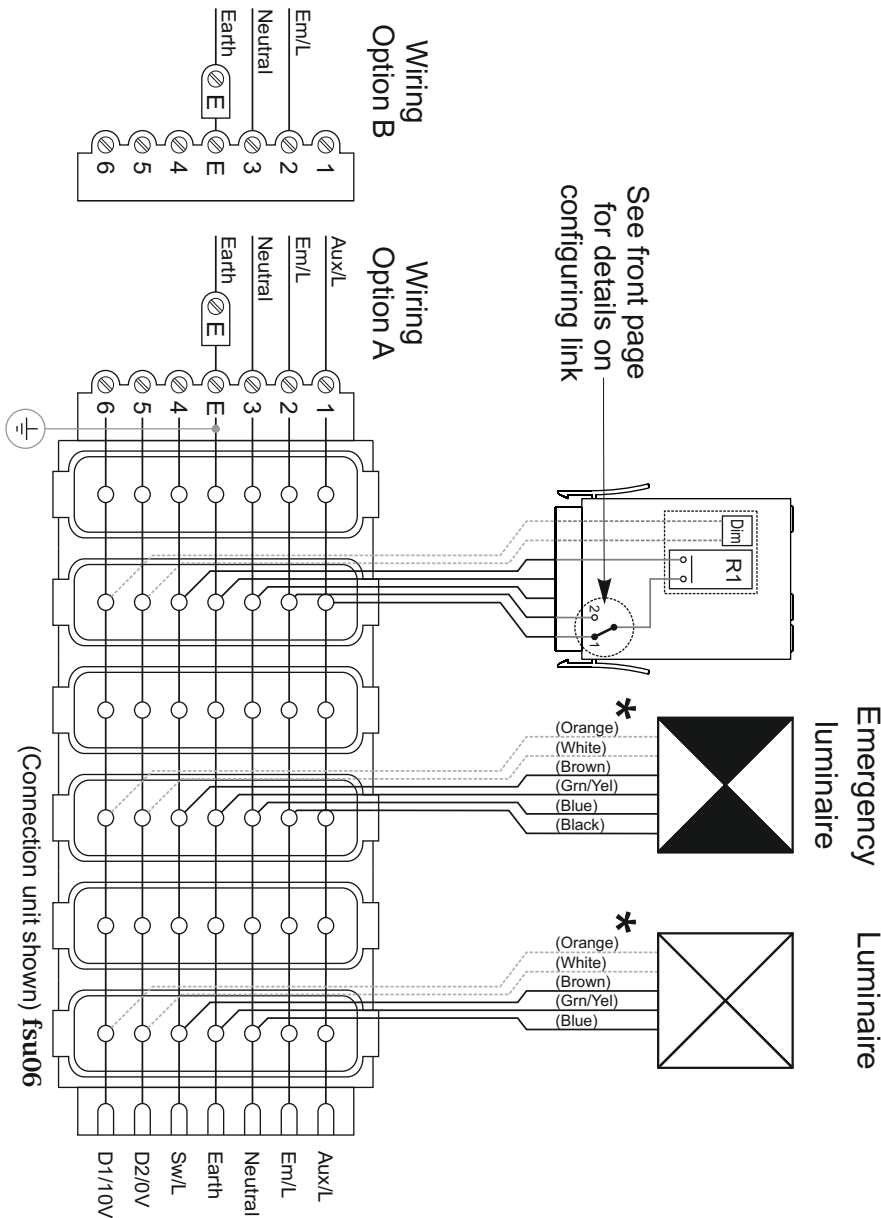 Emergency
luminaire
Luminaire
See front page
for details on
configuring link
Dim
R1
2
1
*
(Orange)
(White)
(Brown)
(Grn/Yel)
(Blue)
(Black)
*
(Orange)
(White)
(Brown)
(Grn/Yel)
(Blue)
Wiring
Option B
Em/L
Neutral
Earth
E
1
2
3
E
4
5
6
Wiring
Option A
Aux/L
Em/L
Neutral
Earth
E
1
2
3
E
4
5
6
Aux/L
Em/L
Neutral
Earth
Sw/L
D2/0V
D1/10V
(Connection unit shown) fsu06